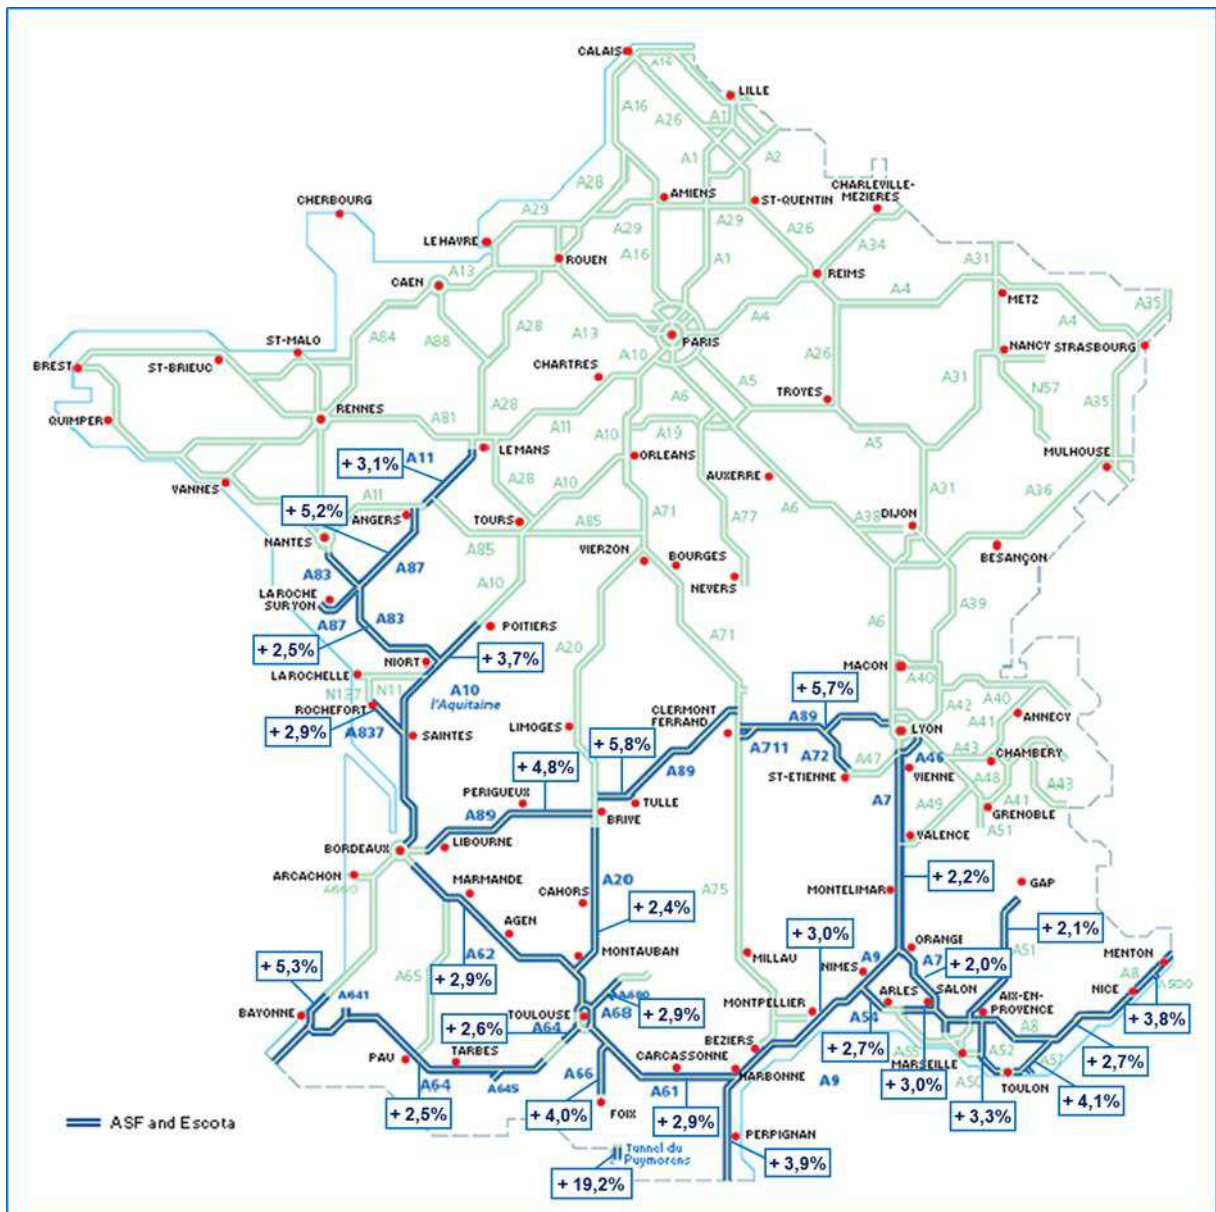 CALAIS
A16
LILLE
A16
A26
A1
A1
A2
CHARLEVILLE-
MEZIERES
A28
AMIENS
ST-QUENTIN
CHERBOURG
A29
A29
A29
A26
A34
LE HAVRE
ROUEN
A16
A1
A31
REIMS
A13
CAEN
A4
METZ
A35
A84
A88
A28
A13
PARIS
A4
A4
ST-MALO
A10
A26
NANCY
STRASBOURG
BREST
ST-BRIEUC
CHARTRES
A5
A31
A6
N57
TROYES
A35
QUIMPER
RENNES
A81
A28
A11
A10
A19
A5
MULHOUSE
LE MANS
+ 3,1%
A11
ORLEANS
AUXERRE
VANNES
A28
A10
A31
A36
A11
+ 5,2%
ANGERS
TOURS
A85
A71
A77
A6
A38
DIJON
NANTES
A85
VIERZON
BOURGES
BESANÇON
A83
A87
A10
NEVERS
LA ROCHE
SUR YON
A39
A87
A83
POITIERS
A6
+ 2,5%
A20
A71
NIORT
+ 3,7%
MACON
LA ROCHELLE
A40
N137
N11
A10
l'Aquitaine
+ 5,7%
A40
ROCHEFORT
CLERMONT
FERRAND
A42
A41
ANNECY
+ 2,9%
A837
LIMOGES
A89
LYON
SAINTES
+ 5,8%
A711
A72
A47
A46
A43
CHAMBERY
+ 4,8%
A89
ST-ETIENNE
VIENNE
A48
A43
PERIGUEUX
TULLE
A7
A49
A41
GRENOBLE
A89
BRIVE
VALENCE
A51
BORDEAUX
LIBOURNE
ARCACHON
A660
MARMANDE
CAHORS
A20
A75
MONTELIMAR
+ 2,2%
GAP
AGEN
+ 2,4%
+ 2,1%
A62
MONTAUBAN
MILLAU
+ 3,0%
ORANGE
A51
MENTON
+ 5,3%
A65
+ 2,9%
NIMES
A9
A7
+ 2,0%
A8
A500
A641
A680
ARLES
SALON
AIX-EN-
PROVENCE
NICE
BAYONNE
TOULOUSE
A68
+ 2,9%
MONTPELLIER
A54
A8
+ 3,8%
+ 2,6%
A64
BEZIERS
+ 2,7%
A55
A52
+ 2,7%
PAU
TARBES
CARCASSONNE
MARSEILLE
A57
A64
A645
A66
A61
NARBONNE
A9
+ 3,0%
A50
TOULON
+ 2,5%
+ 4,0%
FOIX
+ 2,9%
+ 3,3%
+ 4,1%
ASF and Escota
PERPIGNAN
Tunnel du
Puymorens
+ 3,9%
+ 19,2%